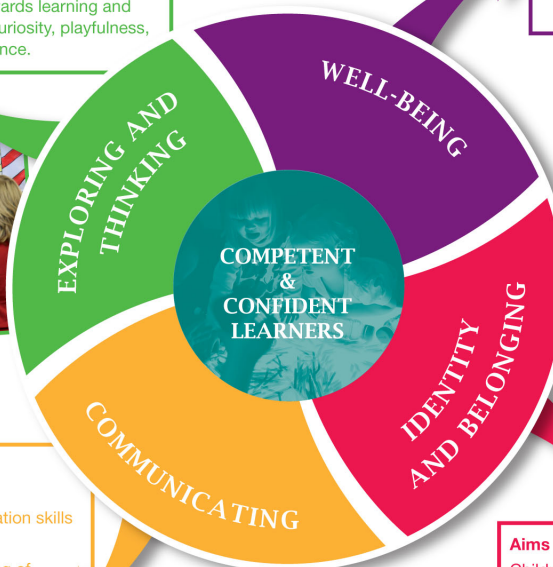 ards learning and
uriosity, playfulness,
nce.
WELL-BEING
EXPLORING AND
THINKING
COMPETENT
&
CONFIDENT
LEARNERS
IDENTITY
AND BELONGING
COMMUNICATING
ation skills
Aims